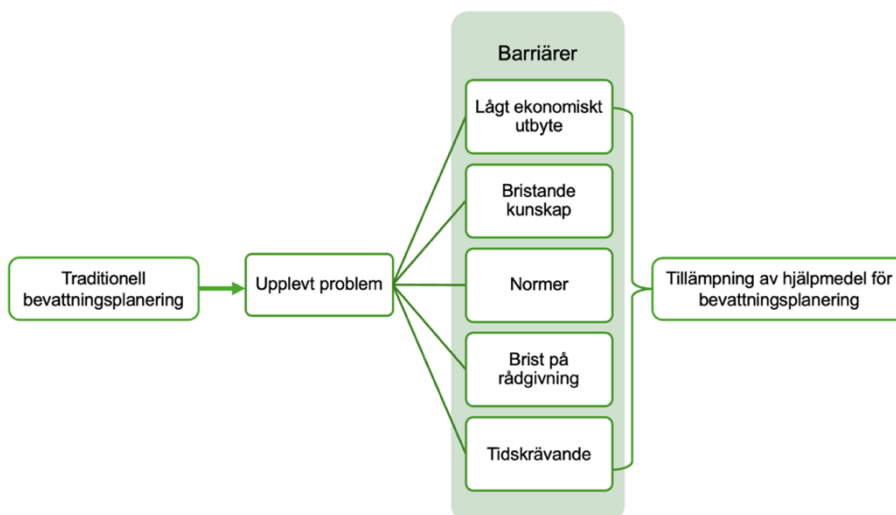 Barriärer
Lågt ekonomiskt
utbyte
Bristande
kunskap
Traditionell
bevattningsplanering
Upplevt problem
Normer
Tillämpning av hjälpmedel för
bevattningsplanering
Brist på
rådgivning
Tidskrävande